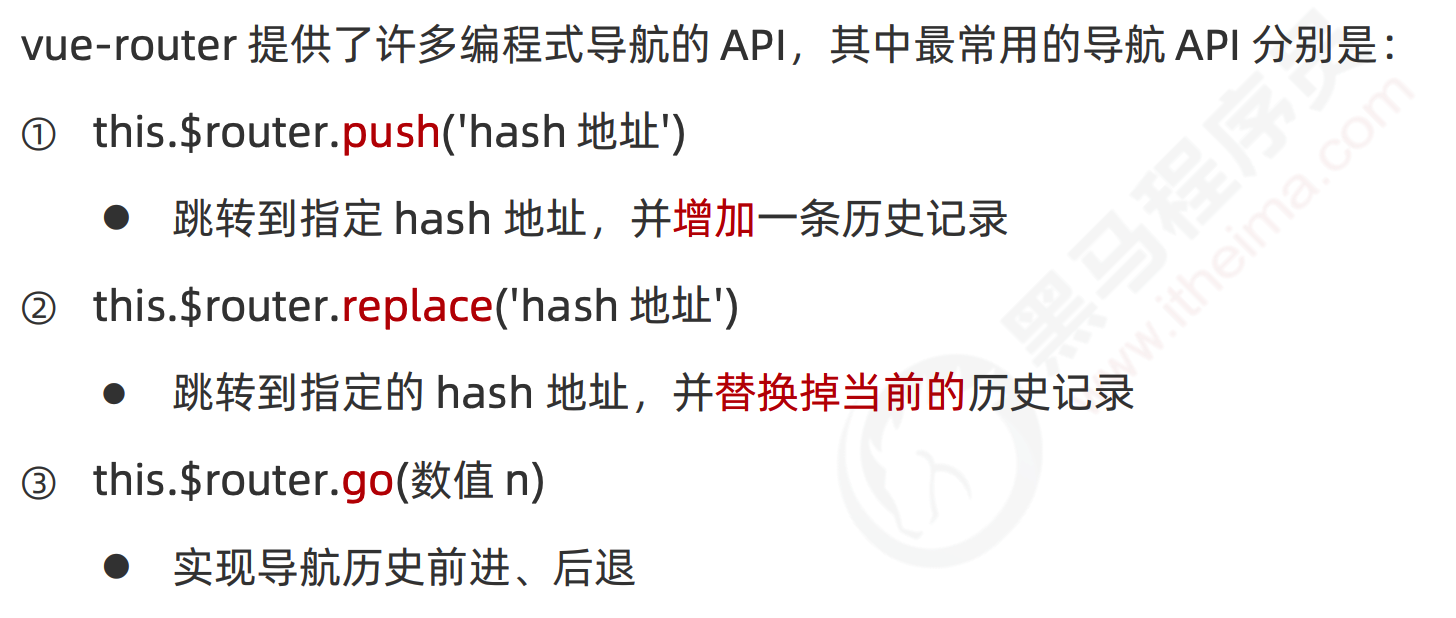 vue-router 提供了许多编程式导航的 API，其中最常用的导航 API 分别是：
① this.$router.push('hash 地址')
● 跳转到指定 hash 地址，并增加一条历史记录
② this.$router.replace('hash 地址')
● 跳转到指定的 hash 地址，并替换掉当前的历史记录
③ this.$router.go(数值 n)
● 实现导航历史前进、后退
黑马程序员
www.itheima.com